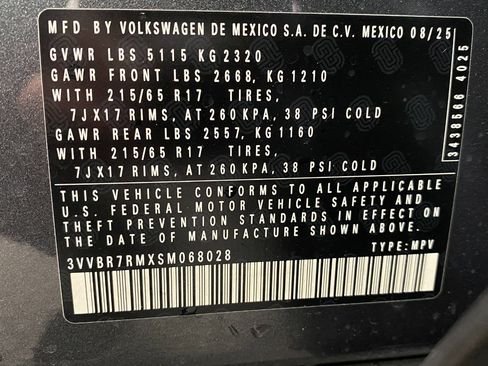 MFD BY VOLKSWAGEN DE MEXICO S.A. DE C.V. MEXICO 08/25
GVWR LBS 5115 KG 2320
GAWR FRONT LBS 2668, KG 1210
WITH 215/65 R17 TIRES,
7JX17 RIMS, AT 260 KPA, 38 PSI COLD
GAWR REAR LBS 2557, KG 1160
WITH 215/65 R17 TIRES,
7JX17 RIMS, AT 260 KPA, 38 PSI COLD
THIS VEHICLE CONFORMS TO ALL APPLICABLE
U.S. FEDERAL MOTOR VEHICLE SAFETY AND
THEFT PREVENTION STANDARDS IN EFFECT ON
THE DATE OF MANUFACTURE SHOWN ABOVE.
3VVBR7RMXSM068028 TYPE: MPV
3438566 4025